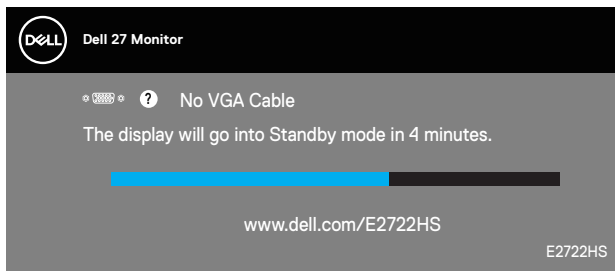 DELL
Dell 27 Monitor
? No VGA Cable
The display will go into Standby mode in 4 minutes.
www.dell.com/E2722HS
E2722HS